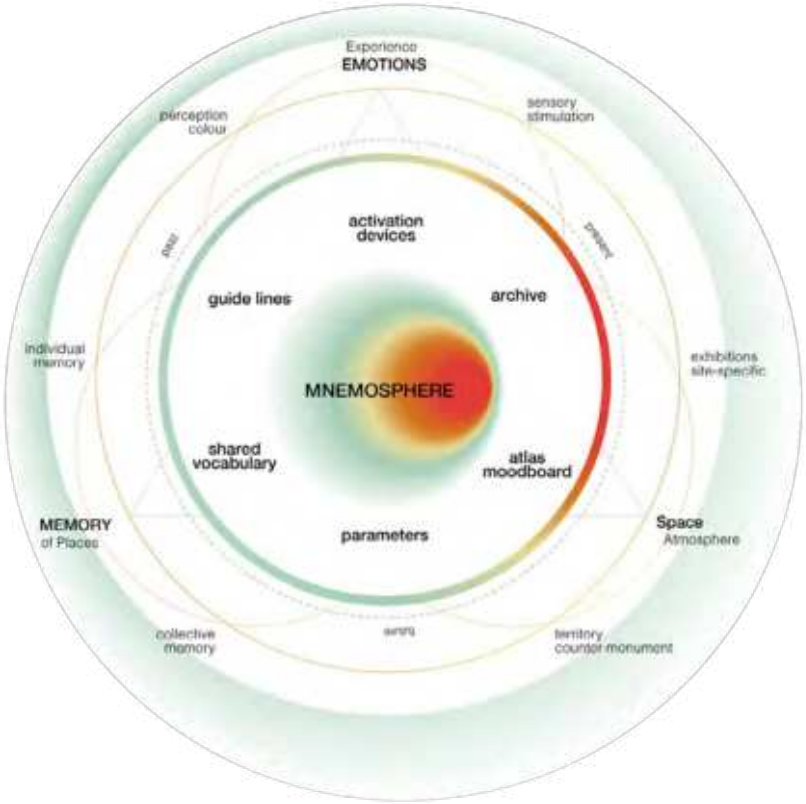 Experience
EMOTIONS
perception
colour
sensory
stimulation
past
present
activation
devices
guide lines
archive
individual
memory
exhibitions
site-specific
MNEMOSPHERE
shared
vocabulary
atlas
moodboard
MEMORY
of Places
Space
Atmosphere
parameters
future
collective
memory
territory
counter monument